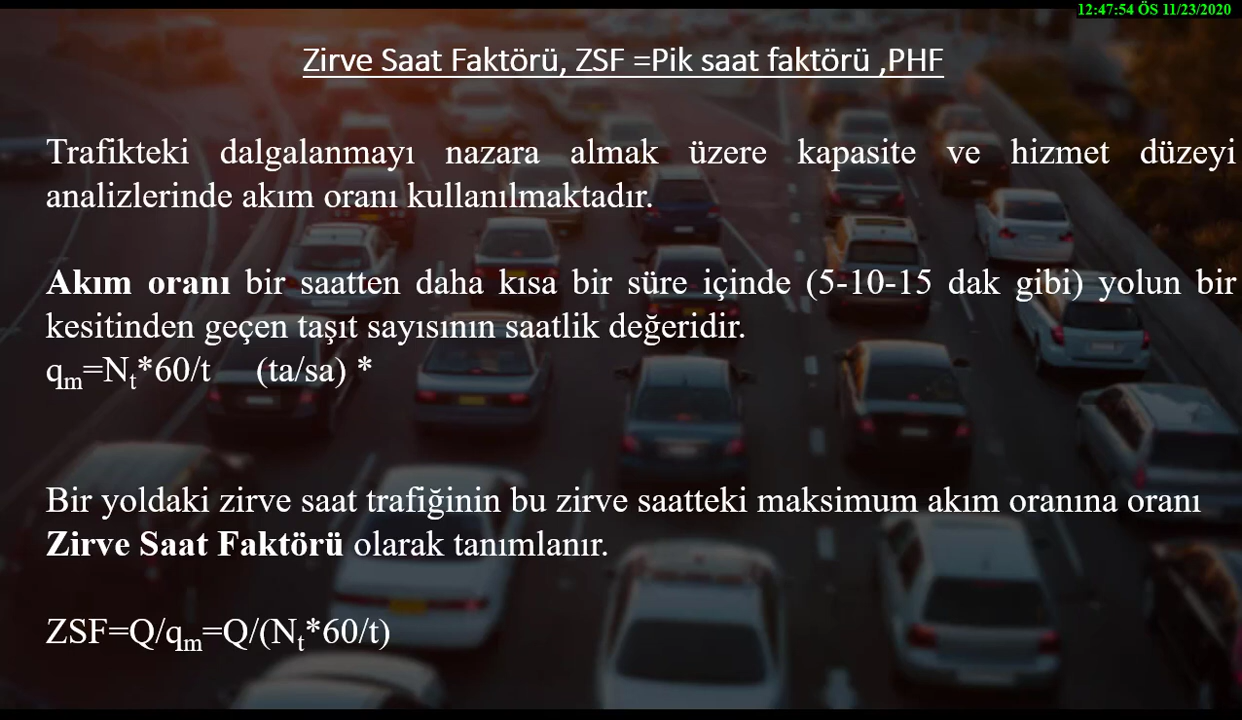 12:47:54 ÖS 11/23/2020
Zirve Saat Faktörü, ZSF =Pik saat faktörü ,PHF
Trafikteki dalgalanmayı nazara almak üzere kapasite ve hizmet düzeyi
analizlerinde akım oranı kullanılmaktadır.
Akım oranı bir saatten daha kısa bir süre içinde (5-10-15 dak gibi) yolun bir
kesitinden geçen taşıt sayısının saatlik değeridir.
qm=Nt*60/t (ta/sa) *
Bir yoldaki zirve saat trafiğinin bu zirve saatteki maksimum akım oranına oranı
Zirve Saat Faktörü olarak tanımlanır.
ZSF=Q/qm=Q/(Nt*60/t)